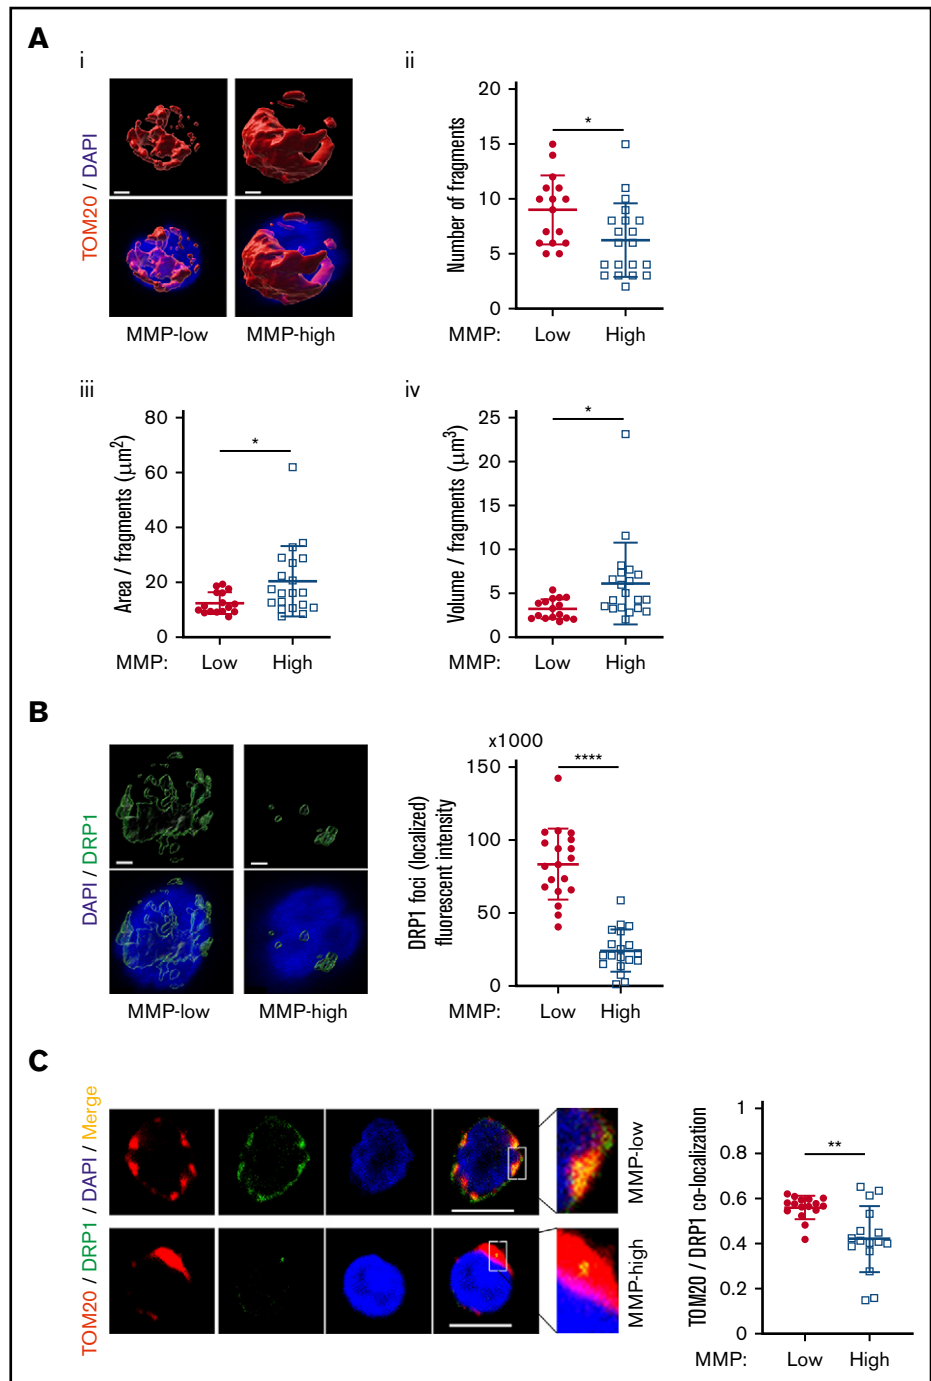 A
i
TOM20 / DAPI
MMP-low
MMP-high
ii
Number of fragments
20
15
10
5
0
*
MMP:
Low
High
iii
Area / fragments (μm²)
80
60
40
20
0
*
MMP:
Low
High
iv
Volume / fragments (μm³)
25
20
15
10
5
0
*
MMP:
Low
High
B
DAPI / DRP1
MMP-low
MMP-high
x1000
DRP1 foci (localized)
fluorescent intensity
150
100
50
0
****
MMP:
Low
High
C
TOM20 / DRP1 / DAPI / Merge
MMP-low
MMP-high
TOM20 / DRP1 co-localization
1
0.8
0.6
0.4
0.2
0
**
MMP:
Low
High